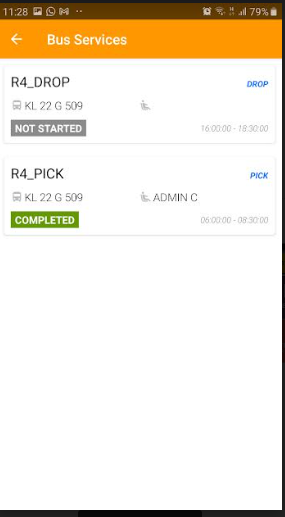 11:28 79%
Bus Services
R4_DROP DROP
KL 22 G 509
NOT STARTED 16:00:00 - 18:30:00
R4_PICK PICK
KL 22 G 509 ADMIN C
COMPLETED 06:00:00 - 08:30:00